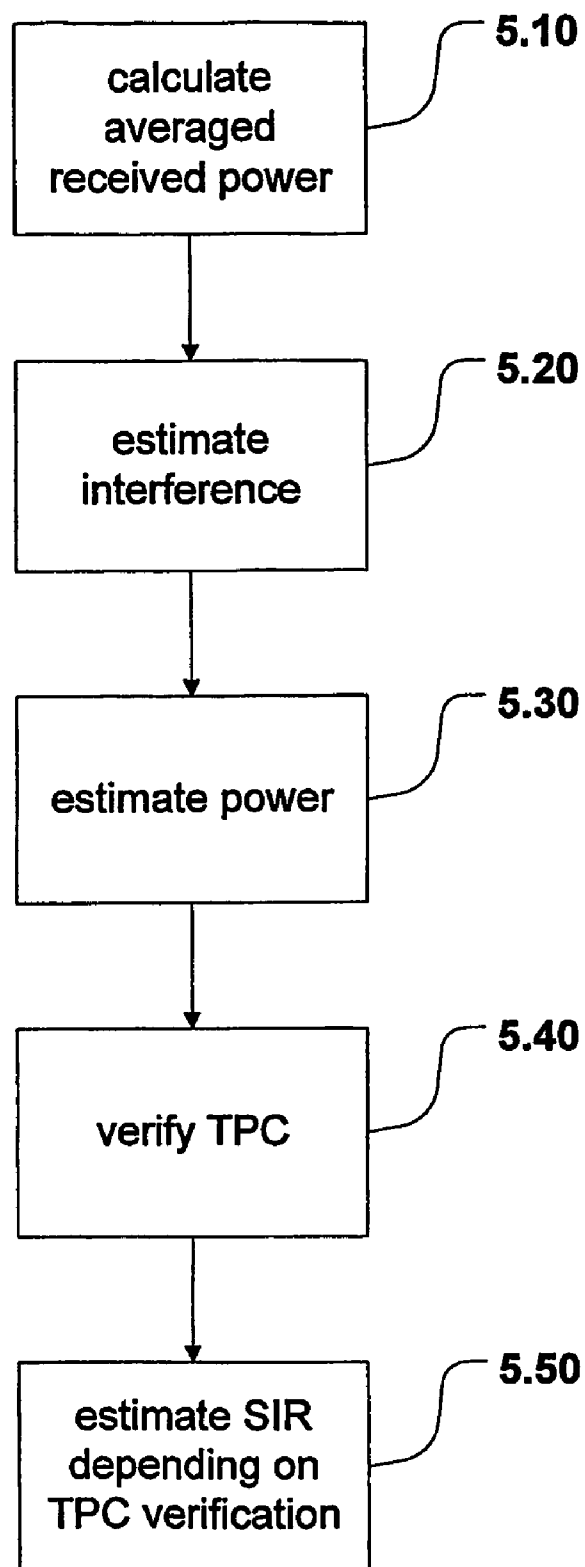 5.10
calculate
averaged
received power
5.20
estimate
interference
5.30
estimate power
5.40
verify TPC
5.50
estimate SIR
depending on
TPC verification